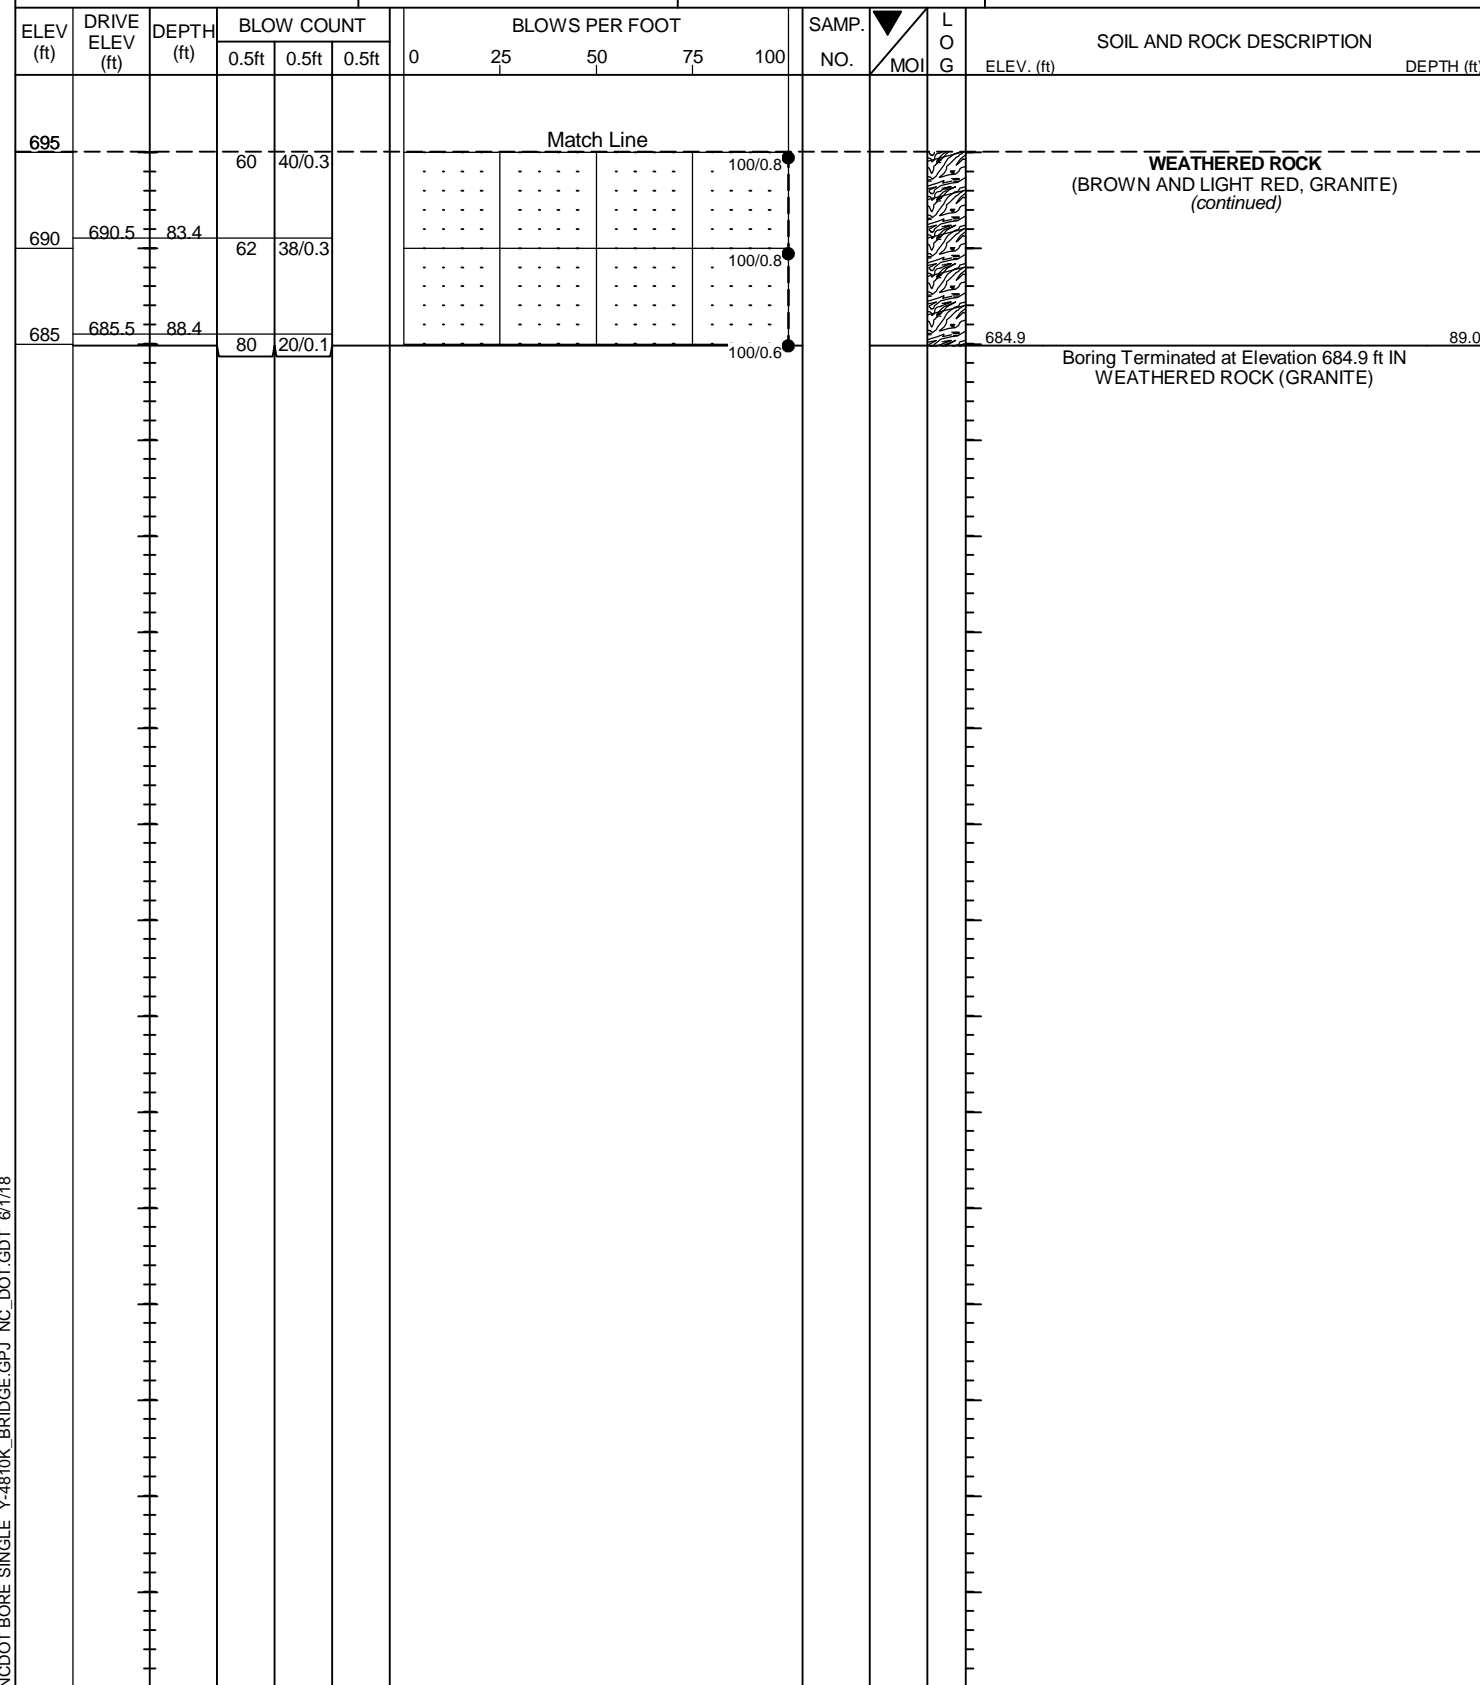 ELEV (ft) DRIVE ELEV (ft) DEPTH (ft) BLOW COUNT BLOWS PER FOOT SAMP. NO. MOI LOG SOIL AND ROCK DESCRIPTION
0.5ft 0.5ft 0.5ft 0 25 50 75 100 ELEV. (ft) DEPTH (ft)
695 Match Line
60 40/0.3 100/0.8 WEATHERED ROCK
(BROWN AND LIGHT RED, GRANITE)
(continued)
690 690.5 83.4
62 38/0.3 100/0.8
685 685.5 88.4
80 20/0.1 100/0.6 684.9 89.0
Boring Terminated at Elevation 684.9 ft IN
WEATHERED ROCK (GRANITE)
NCDOT BORE SINGLE Y-4810K_BRIDGE.GPJ NC_DOT.GDT 6/1/18